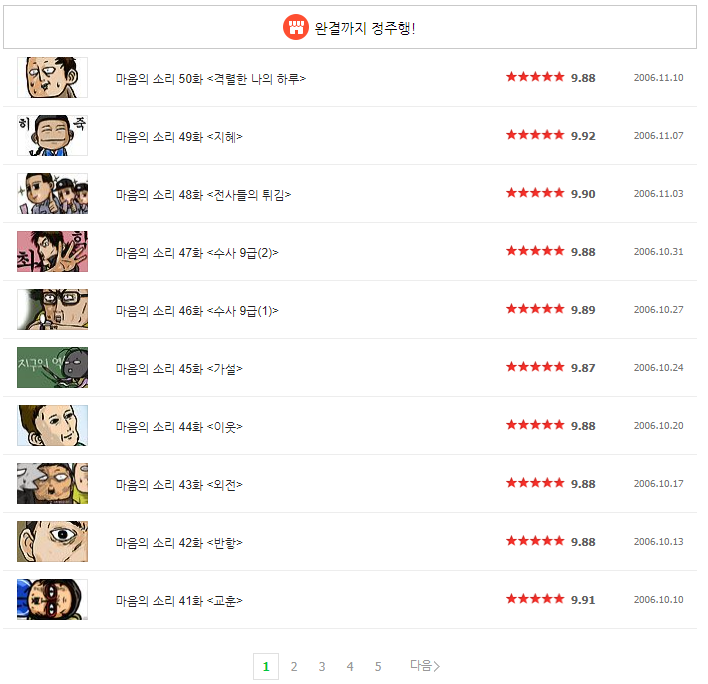 완결까지 정주행!
마음의 소리 50화 <격렬한 나의 하루> 9.88 2006.11.10
히 죽
마음의 소리 49화 <지혜> 9.92 2006.11.07
마음의 소리 48화 <전사들의 튀김> 9.90 2006.11.03
최
마음의 소리 47화 <수사 9급(2)> 9.88 2006.10.31
마음의 소리 46화 <수사 9급(1)> 9.89 2006.10.27
지구의 역
마음의 소리 45화 <가설> 9.87 2006.10.24
마음의 소리 44화 <이웃> 9.88 2006.10.20
마음의 소리 43화 <외전> 9.88 2006.10.17
마음의 소리 42화 <반항> 9.88 2006.10.13
마음의 소리 41화 <교훈> 9.91 2006.10.10
1 2 3 4 5 다음>